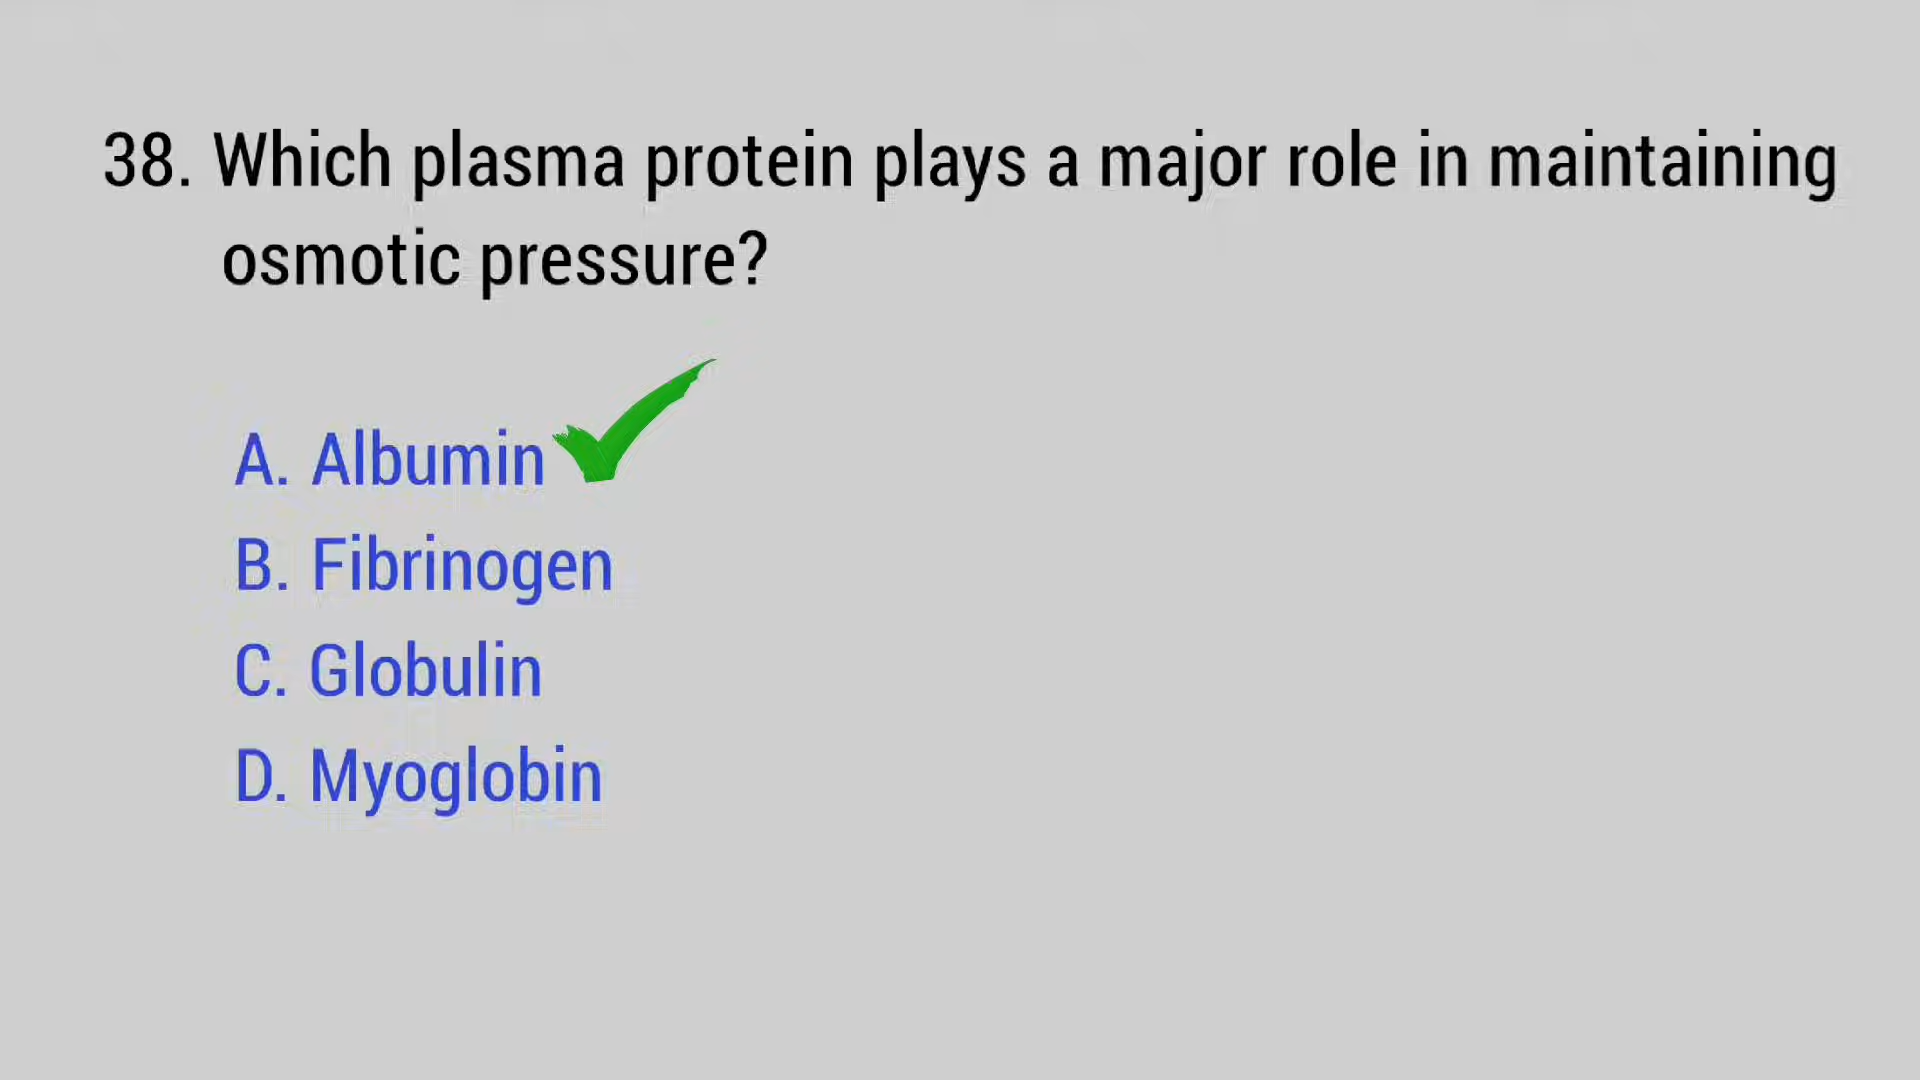 38. Which plasma protein plays a major role in maintaining
osmotic pressure?
A. Albumin
B. Fibrinogen
C. Globulin
D. Myoglobin